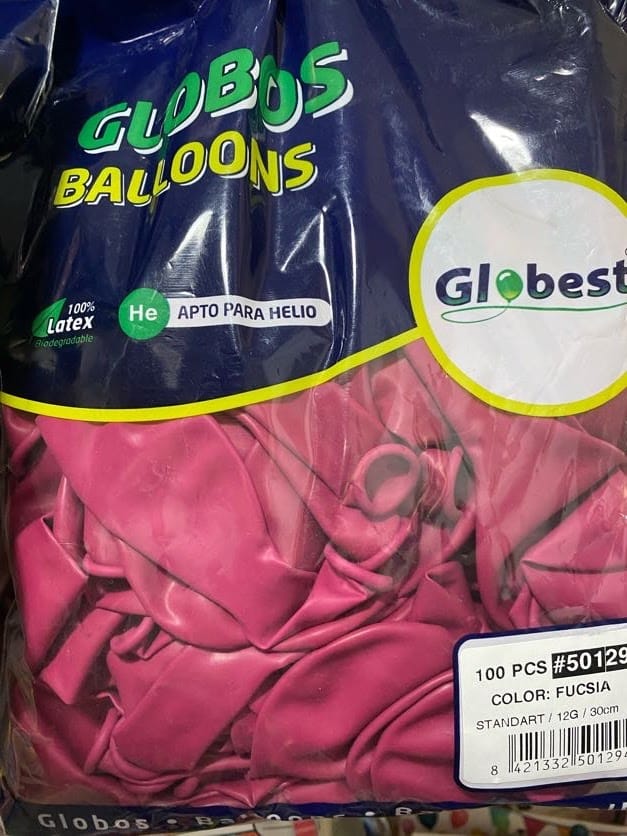 GLOBOS
BALLOONS
100%
Latex
Biodegradable
He APTO PARA HELIO
Globest
100 PCS #50129
COLOR: FUCSIA
STANDART / 12G / 30cm
8 421332 501294
Globos •